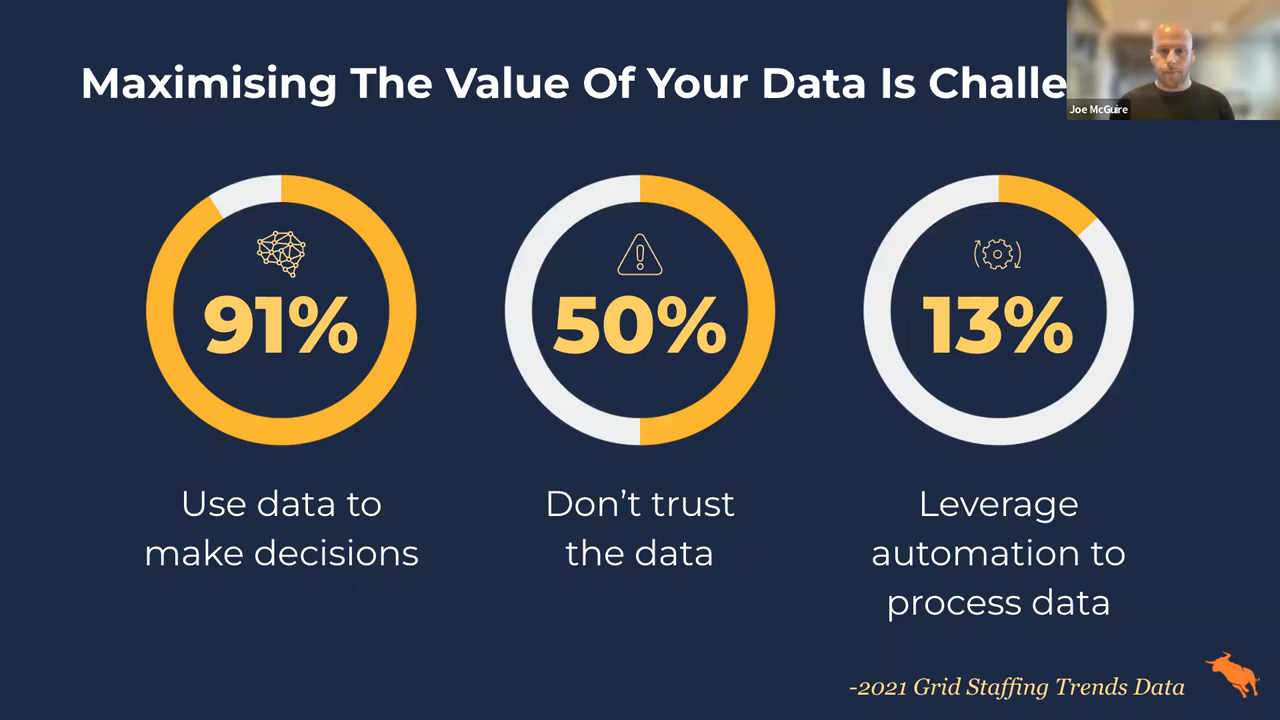 Maximising The Value Of Your Data Is Challe
Joe McGuire
91%
50%
13%
Use data to
make decisions
Don’t trust
the data
Leverage
automation to
process data
-2021 Grid Staffing Trends Data